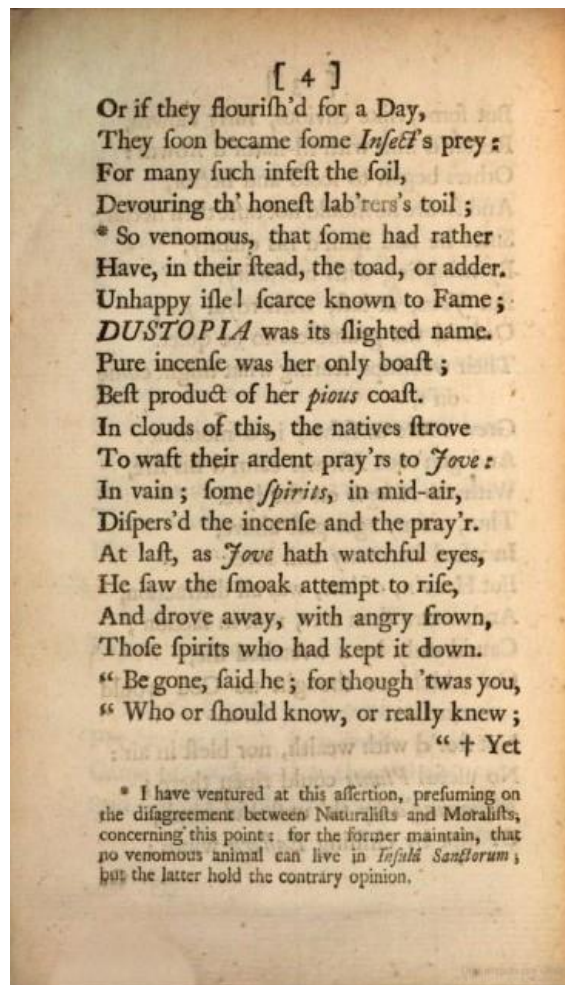 [ 4 ]
Or if they flouriſh'd for a Day,
They ſoon became ſome Inſect's prey:
For many ſuch infeſt the ſoil,
Devouring th' honeſt lab'rers's toil;
* So venomous, that ſome had rather
Have, in their ſtead, the toad, or adder.
Unhappy iſle! ſcarce known to Fame;
DUSTOPIA was its ſlighted name.
Pure incenſe was her only boaſt;
Beſt product of her pious coaſt.
In clouds of this, the natives ſtrove
To waft their ardent pray'rs to Jove:
In vain; ſome ſpirits, in mid-air,
Diſpers'd the incenſe and the pray'r.
At laſt, as Jove hath watchful eyes,
He ſaw the ſmoak attempt to riſe,
And drove away, with angry frown,
Thoſe ſpirits who had kept it down.
“ Be gone, ſaid he; for though 'twas you,
“ Who or ſhould know, or really knew;
“ † Yet
* I have ventured at this aſſertion, preſuming on
the diſagreement between Naturaliſts and Moraliſts,
concerning this point: for the former maintain, that
no venomous animal can live in Inſulâ Sanctorum;
but the latter hold the contrary opinion.